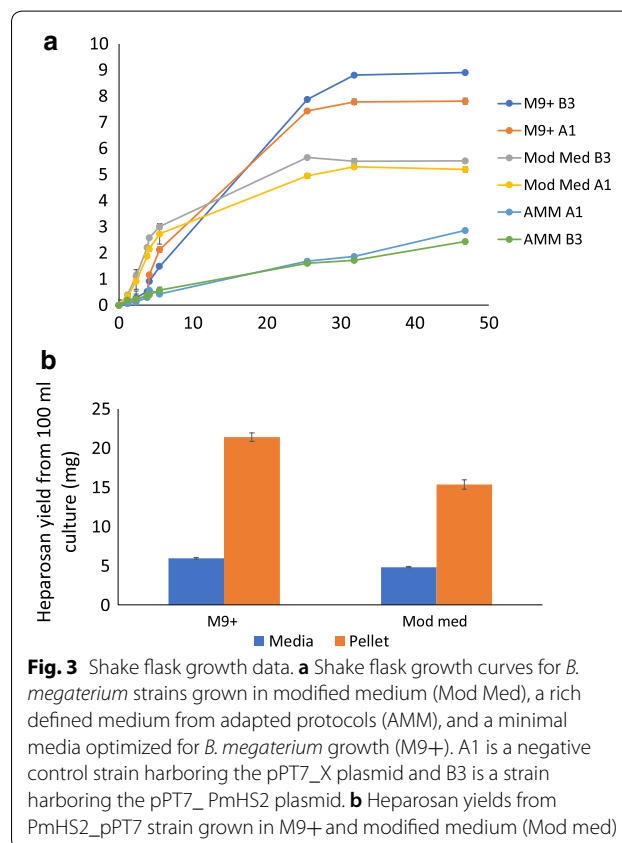 a
10
9
8
7
6
5
4
3
2
1
0
0 10 20 30 40 50
M9+ B3
M9+ A1
Mod Med B3
Mod Med A1
AMM A1
AMM B3
b
Heparosan yield from 100 ml
culture (mg)
25
20
15
10
5
0
M9+ Mod med
Media Pellet
Fig. 3 Shake flask growth data. a Shake flask growth curves for B.
megaterium strains grown in modified medium (Mod Med), a rich
defined medium from adapted protocols (AMM), and a minimal
media optimized for B. megaterium growth (M9+). A1 is a negative
control strain harboring the pPT7_X plasmid and B3 is a strain
harboring the pPT7_ PmHS2 plasmid. b Heparosan yields from
PmHS2_pPT7 strain grown in M9+ and modified medium (Mod med)